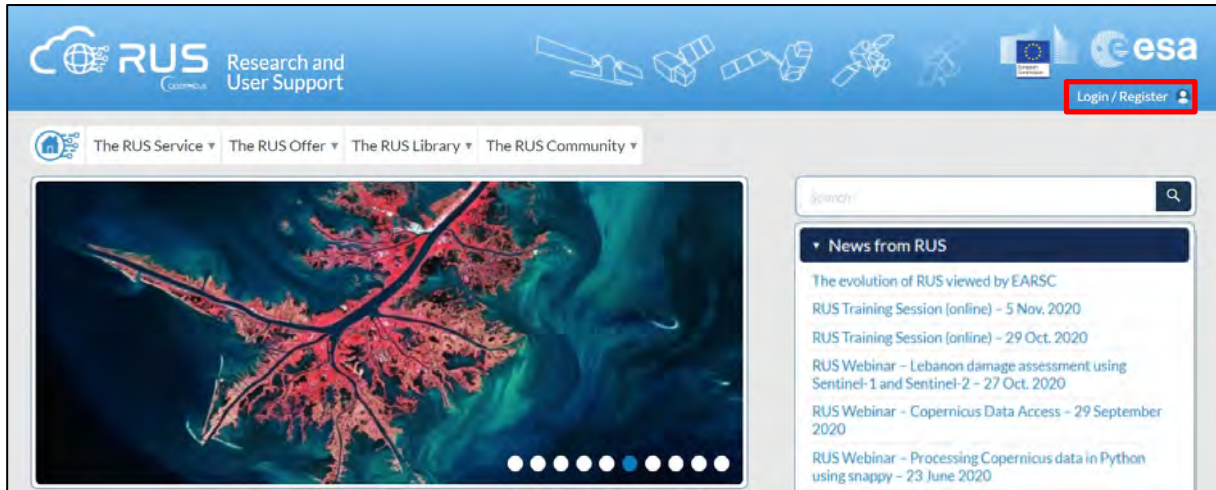 RUS
Copernicus
Research and
User Support
European
Commission
esa
Login / Register
The RUS Service
The RUS Offer
The RUS Library
The RUS Community
Search
News from RUS
The evolution of RUS viewed by EARSC
RUS Training Session (online) – 5 Nov. 2020
RUS Training Session (online) – 29 Oct. 2020
RUS Webinar – Lebanon damage assessment using
Sentinel-1 and Sentinel-2 – 27 Oct. 2020
RUS Webinar – Copernicus Data Access – 29 September
2020
RUS Webinar – Processing Copernicus data in Python
using snappy – 23 June 2020